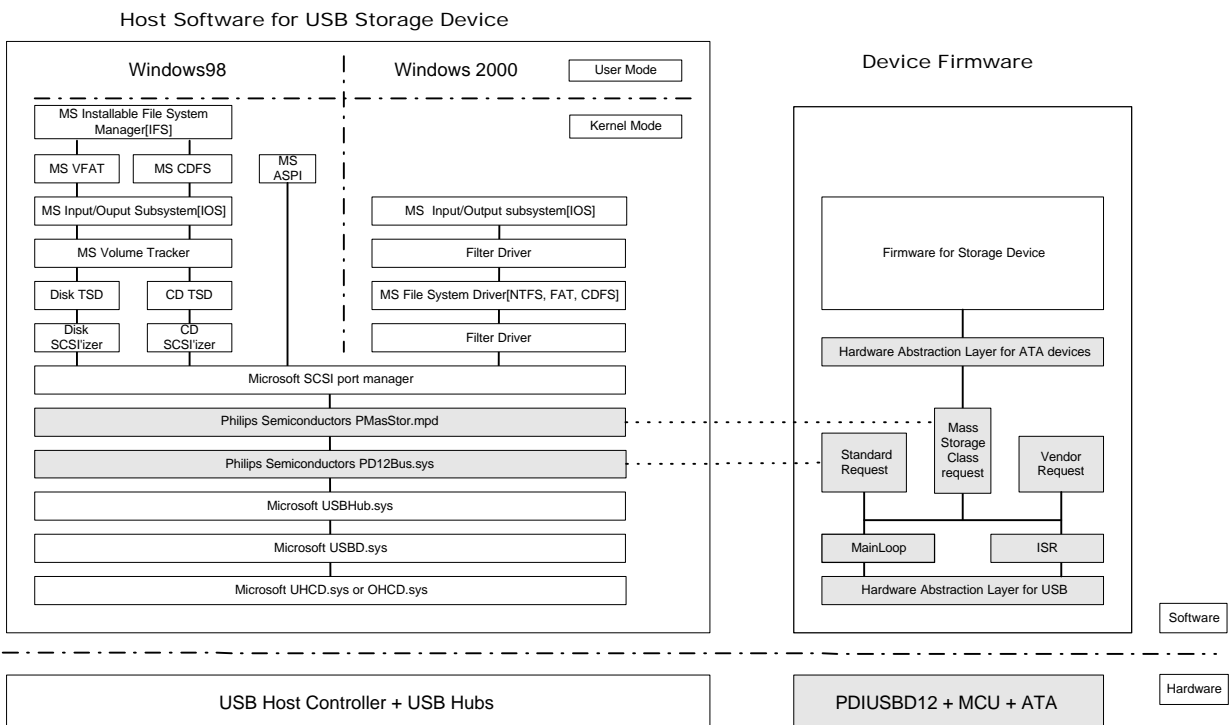 Host Software for USB Storage Device
Windows98
Windows 2000
User Mode
Kernel Mode
MS Installable File System
Manager[IFS]
MS VFAT
MS CDFS
MS
ASPI
MS Input/Ouput Subsystem[IOS]
MS Input/Output subsystem[IOS]
MS Volume Tracker
Filter Driver
Disk TSD
CD TSD
MS File System Driver[NTFS, FAT, CDFS]
Disk
SCSI'izer
CD
SCSI'izer
Filter Driver
Microsoft SCSI port manager
Philips Semiconductors PMasStor.mpd
Philips Semiconductors PD12Bus.sys
Microsoft USBHub.sys
Microsoft USBD.sys
Microsoft UHCD.sys or OHCD.sys
Device Firmware
Firmware for Storage Device
Hardware Abstraction Layer for ATA devices
Standard
Request
Mass
Storage
Class
request
Vendor
Request
MainLoop
ISR
Hardware Abstraction Layer for USB
Software
USB Host Controller + USB Hubs
PDIUSBD12 + MCU + ATA
Hardware